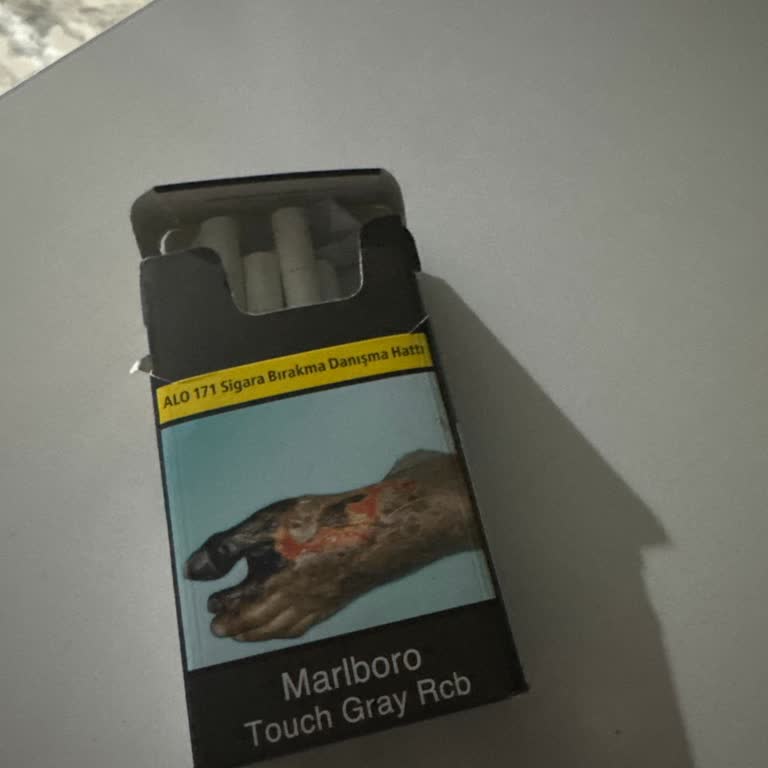 ALO 171 Sigara Bırakma Danışma Hattı
Marlboro
Touch Gray Rcb